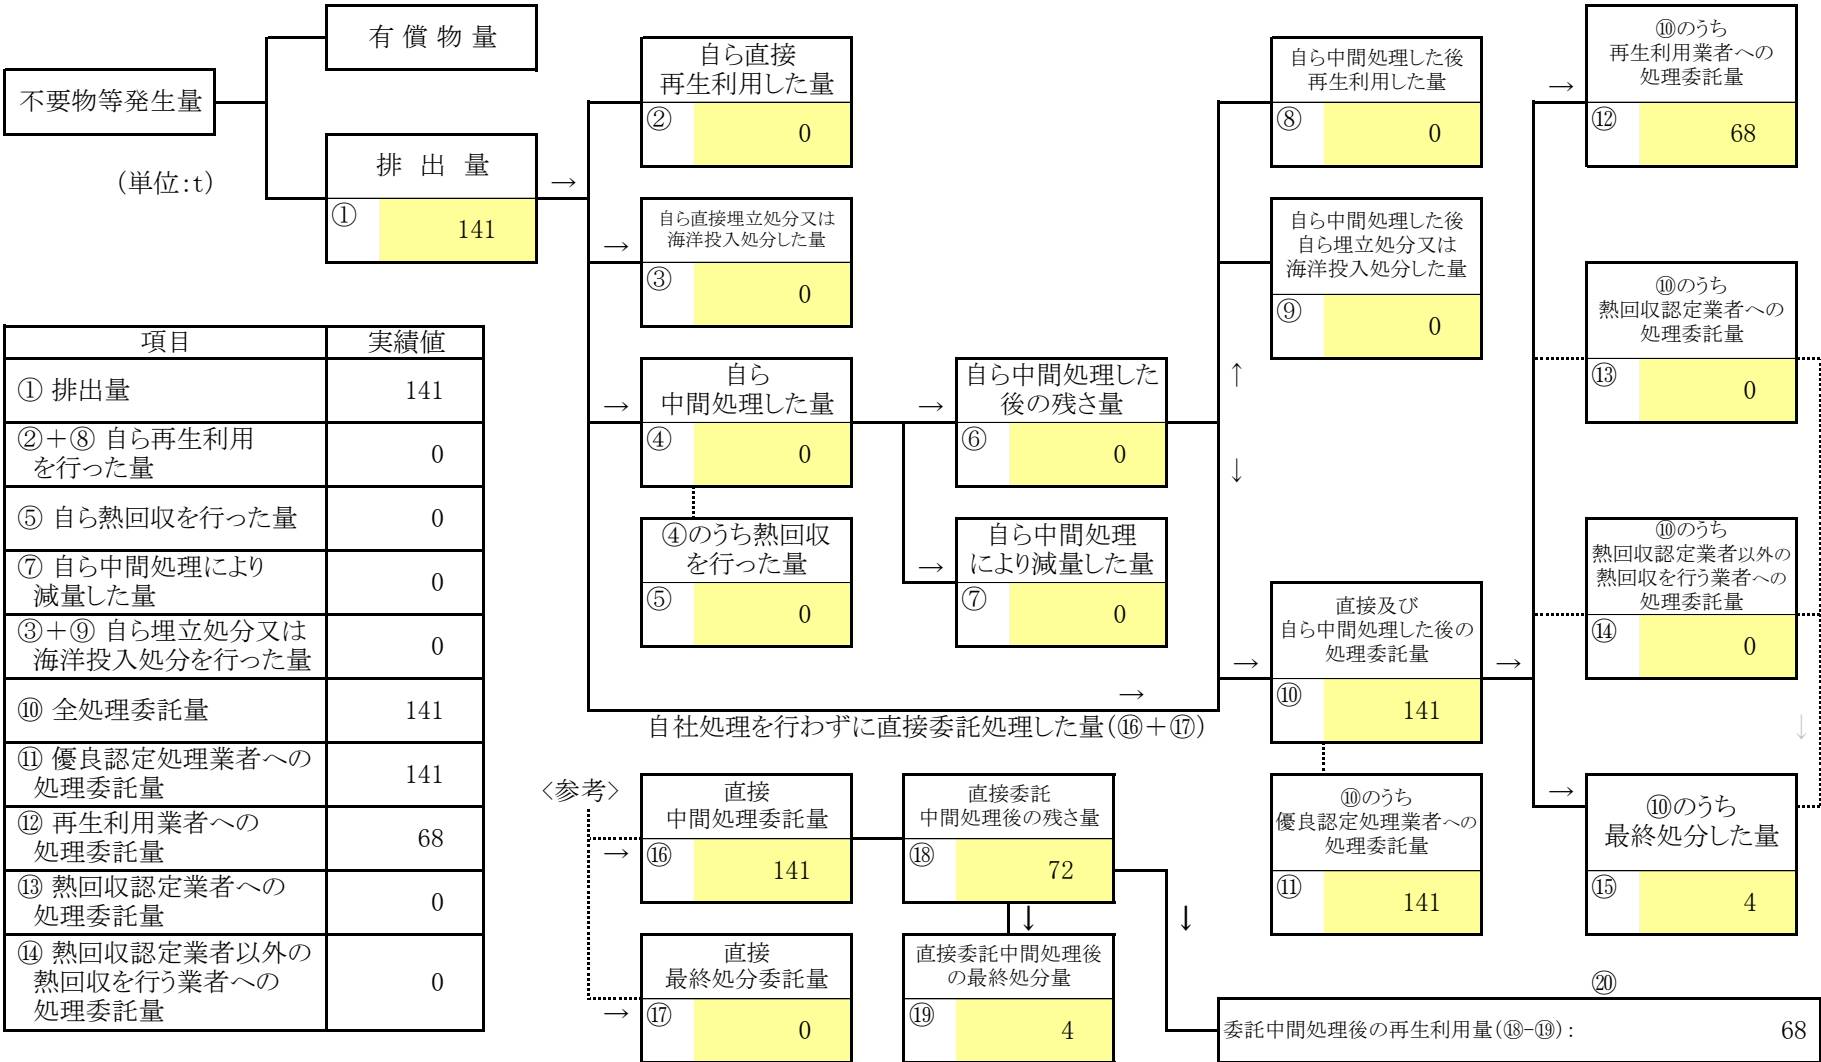 不要物等発生量
(単位:t)
有 償 物 量
排 出 量
→
① 141
自ら直接
再生利用した量
② 0
自ら直接埋立処分又は
海洋投入処分した量
→
③ 0
自ら
中間処理した量
→
④ 0
④のうち熱回収
を行った量
⑤ 0
自ら中間処理した
後の残さ量
→
⑥ 0
自ら中間処理
により減量した量
→
⑦ 0
自ら中間処理した後
再生利用した量
⑧ 0
自ら中間処理した後
自ら埋立処分又は
海洋投入処分した量
⑨ 0
↑
↓
→
自社処理を行わずに直接委託処理した量(⑯+⑰)
→
直接及び
自ら中間処理した後の
処理委託量
⑩ 141
→
⑩のうち
優良認定処理業者への
処理委託量
⑪ 141
→
⑩のうち
再生利用業者への
処理委託量
⑫ 68
⑩のうち
熱回収認定業者への
処理委託量
⑬ 0
⑩のうち
熱回収認定業者以外の
熱回収を行う業者への
処理委託量
⑭ 0
↓
→
⑩のうち
最終処分した量
⑮ 4
項目 実績値
① 排出量 141
②+⑧ 自ら再生利用
を行った量 0
⑤ 自ら熱回収を行った量 0
⑦ 自ら中間処理により
減量した量 0
③+⑨ 自ら埋立処分又は
海洋投入処分を行った量 0
⑩ 全処理委託量 141
⑪ 優良認定処理業者への
処理委託量 141
⑫ 再生利用業者への
処理委託量 68
⑬ 熱回収認定業者への
処理委託量 0
⑭ 熱回収認定業者以外の
熱回収を行う業者への
処理委託量 0
<参考>
直接
中間処理委託量
→
⑯ 141
直接
最終処分委託量
→
⑰ 0
直接委託
中間処理後の残さ量
⑱ 72
↓
↓
直接委託中間処理後
の最終処分量
⑲ 4
⑳
委託中間処理後の再生利用量(⑱-⑲): 68